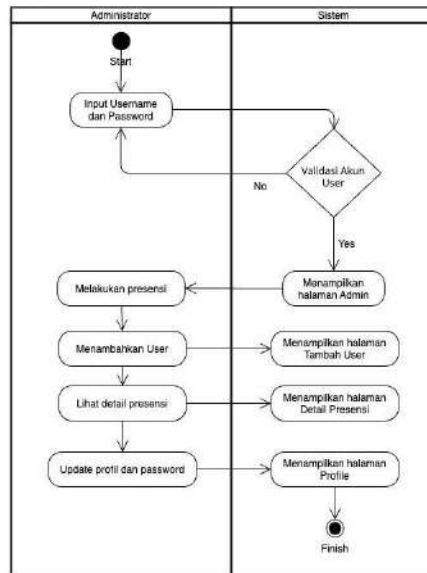 Administrator
Sistem
Start
Input Username
dan Password
Validasi Akun
User
No
Yes
Melakukan presensi
Menampilkan
halaman Admin
Menambahkan User
Menampilkan halaman
Tambah User
Lihat detail presensi
Menampilkan halaman
Detail Presensi
Update profil dan password
Menampilkan halaman
Profile
Finish